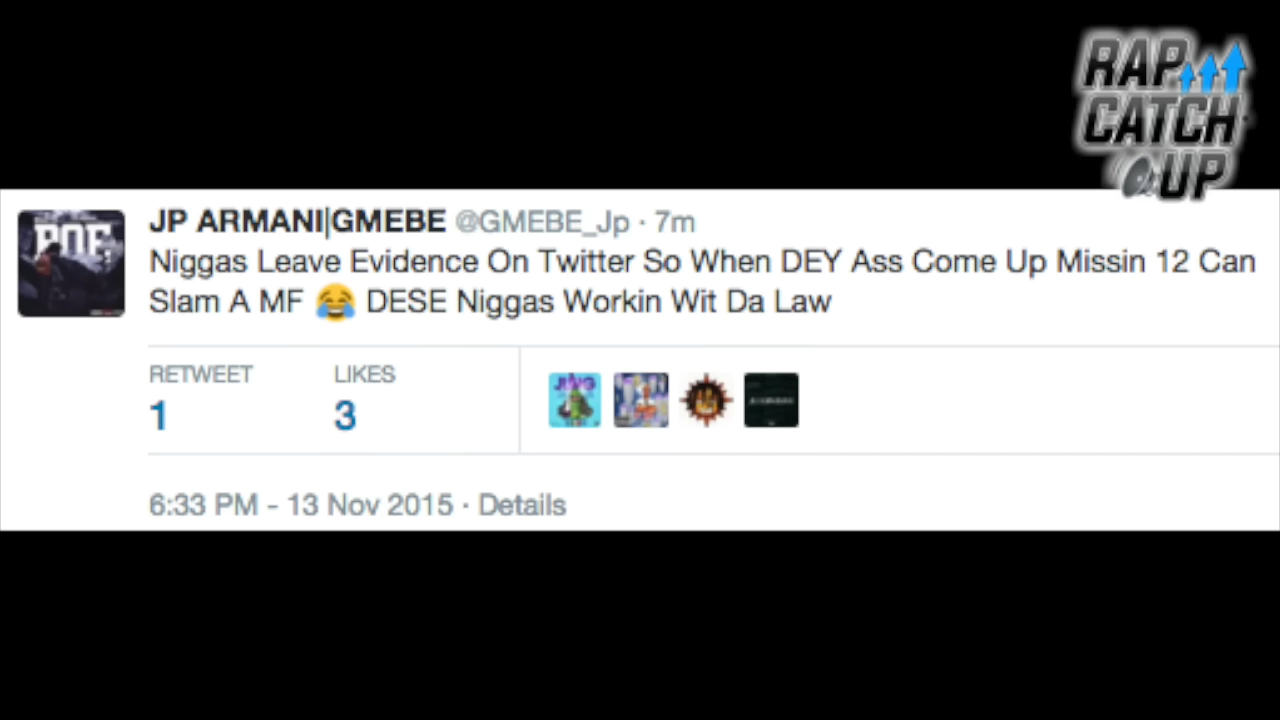 RAP
CATCH
UP
JP ARMANI|GMEBE @GMEBE_Jp · 7m
Niggas Leave Evidence On Twitter So When DEY Ass Come Up Missin 12 Can
Slam A MF 😂 DESE Niggas Workin Wit Da Law
RETWEET LIKES
1 3
6:33 PM - 13 Nov 2015 · Details